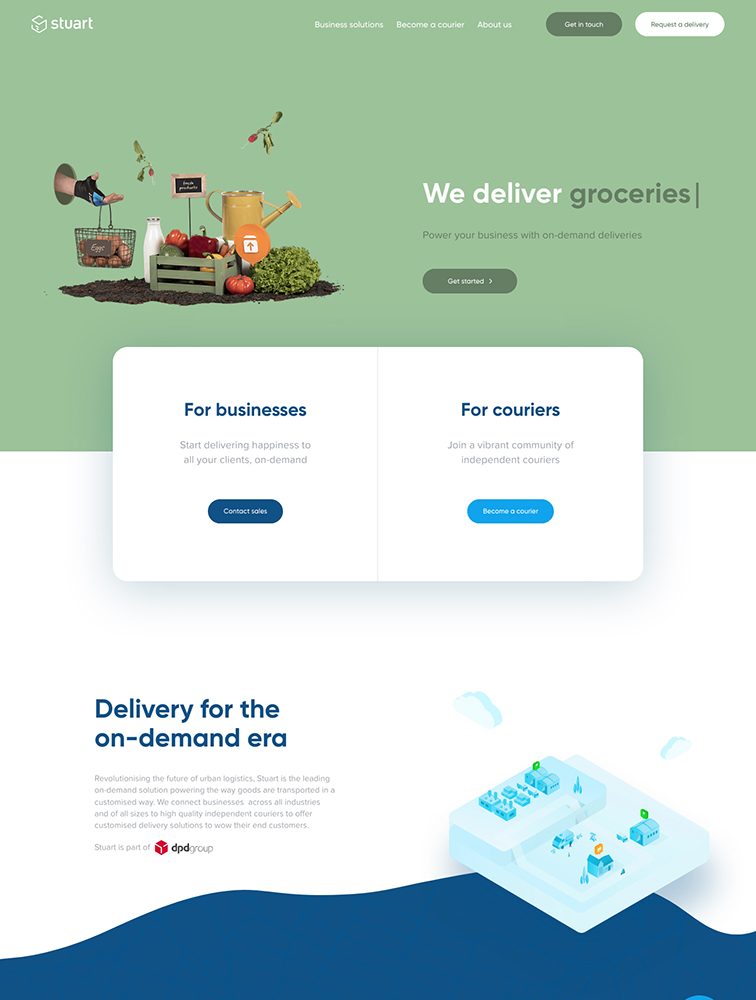 stuart
Business solutions
Become a courier
About us
Get in touch
Request a delivery
fresh
products
Eggs
We deliver groceries|
Power your business with on-demand deliveries
Get started
For businesses
Start delivering happiness to
all your clients, on-demand
Contact sales
For couriers
Join a vibrant community of
independent couriers
Become a courier
Delivery for the
on-demand era
Revolutionising the future of urban logistics, Stuart is the leading
on-demand solution powering the way goods are transported in a
customised way. We connect businesses across all industries
and of all sizes to high quality independent couriers to offer
customised delivery solutions to wow their end customers.
Stuart is part of dpdgroup